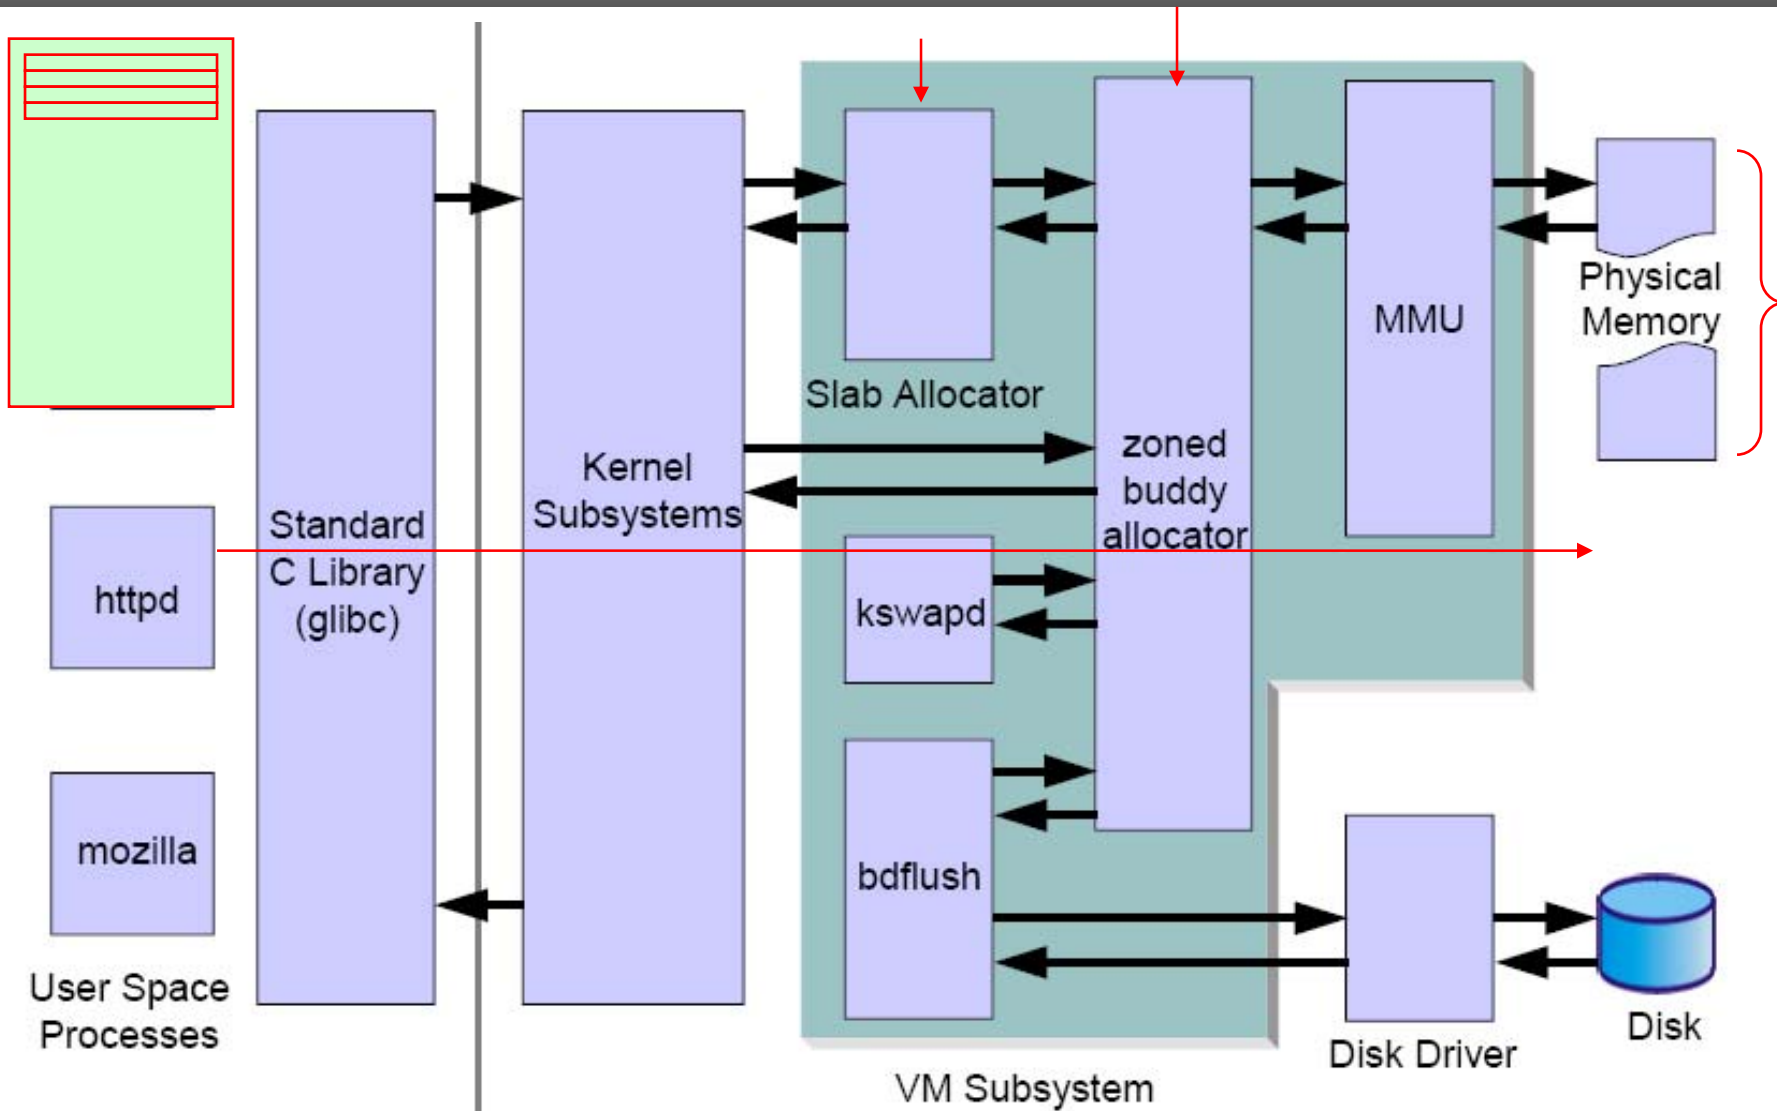 Physical
Memory
MMU
Slab Allocator
zoned
buddy
allocator
Kernel
Subsystems
Standard
C Library
(glibc)
httpd
kswapd
mozilla
bdflush
User Space
Processes
Disk
Disk Driver
VM Subsystem